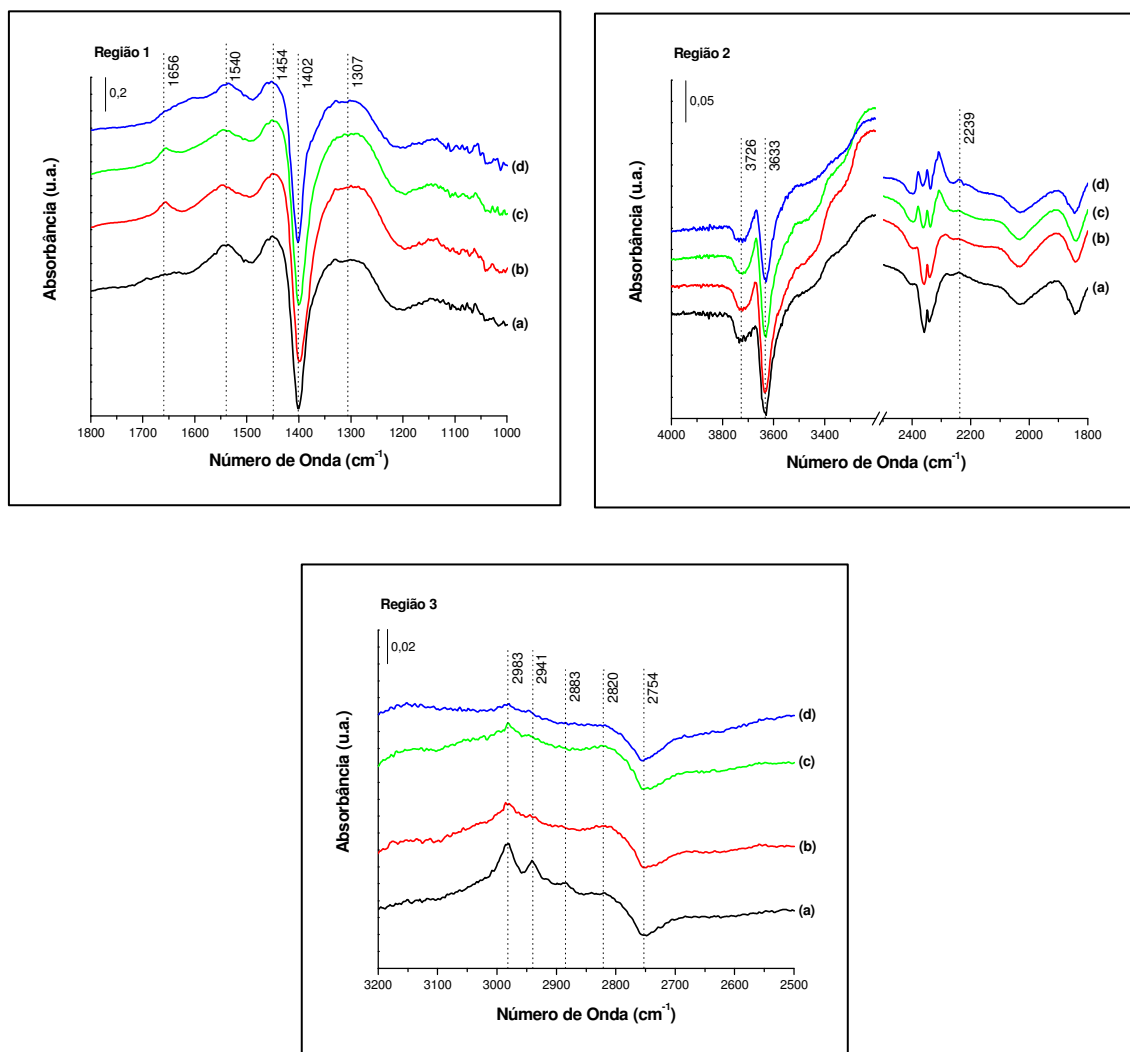 Região 1
0,2
1656
1540
1454
1402
1307
(d)
(c)
(b)
(a)
Absorbância (u.a.)
1800 1700 1600 1500 1400 1300 1200 1100 1000
Número de Onda (cm-1)
Região 2
0,05
3726
3633
2239
(d)
(c)
(b)
(a)
Absorbância (u.a.)
4000 3800 3600 3400 2400 2200 2000 1800
Número de Onda (cm-1)
Região 3
0,02
2983
2941
2883
2820
2754
(d)
(c)
(b)
(a)
Absorbância (u.a.)
3200 3100 3000 2900 2800 2700 2600 2500
Número de Onda (cm-1)